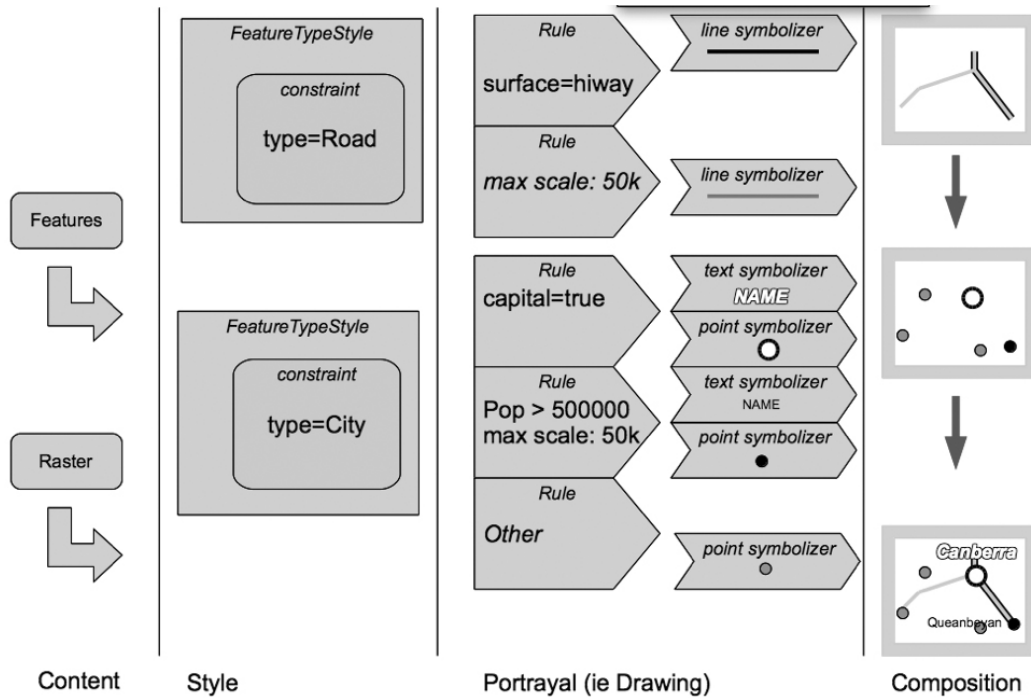 Features
Raster
Content
FeatureTypeStyle
constraint
type=Road
FeatureTypeStyle
constraint
type=City
Style
Rule
surface=hiway
line symbolizer
Rule
max scale: 50k
line symbolizer
Rule
capital=true
text symbolizer
NAME
point symbolizer
Rule
Pop > 500000
max scale: 50k
text symbolizer
NAME
point symbolizer
Rule
Other
point symbolizer
Portrayal (ie Drawing)
Canberra
Queanbeyan
Composition